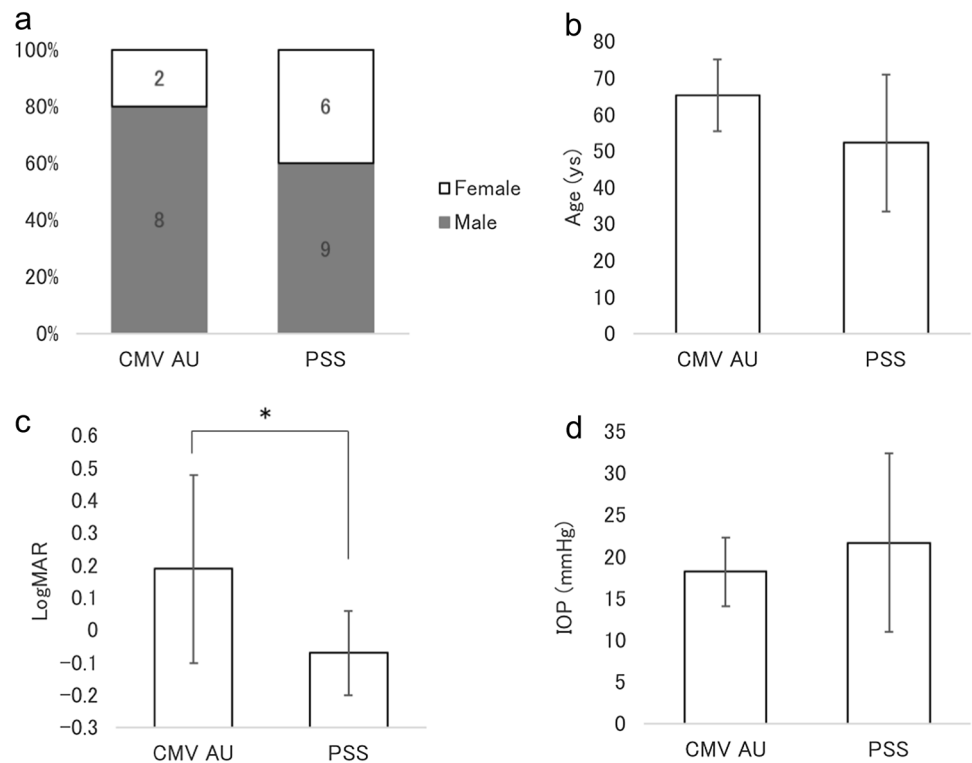 a
100%
80%
60%
40%
20%
0%
2
8
6
9
CMV AU
PSS
Female
Male
b
Age (ys)
80
70
60
50
40
30
20
10
0
CMV AU
PSS
c
LogMAR
0.6
0.5
0.4
0.3
0.2
0.1
0
−0.1
−0.2
−0.3
*
CMV AU
PSS
d
IOP (mmHg)
35
30
25
20
15
10
5
0
CMV AU
PSS